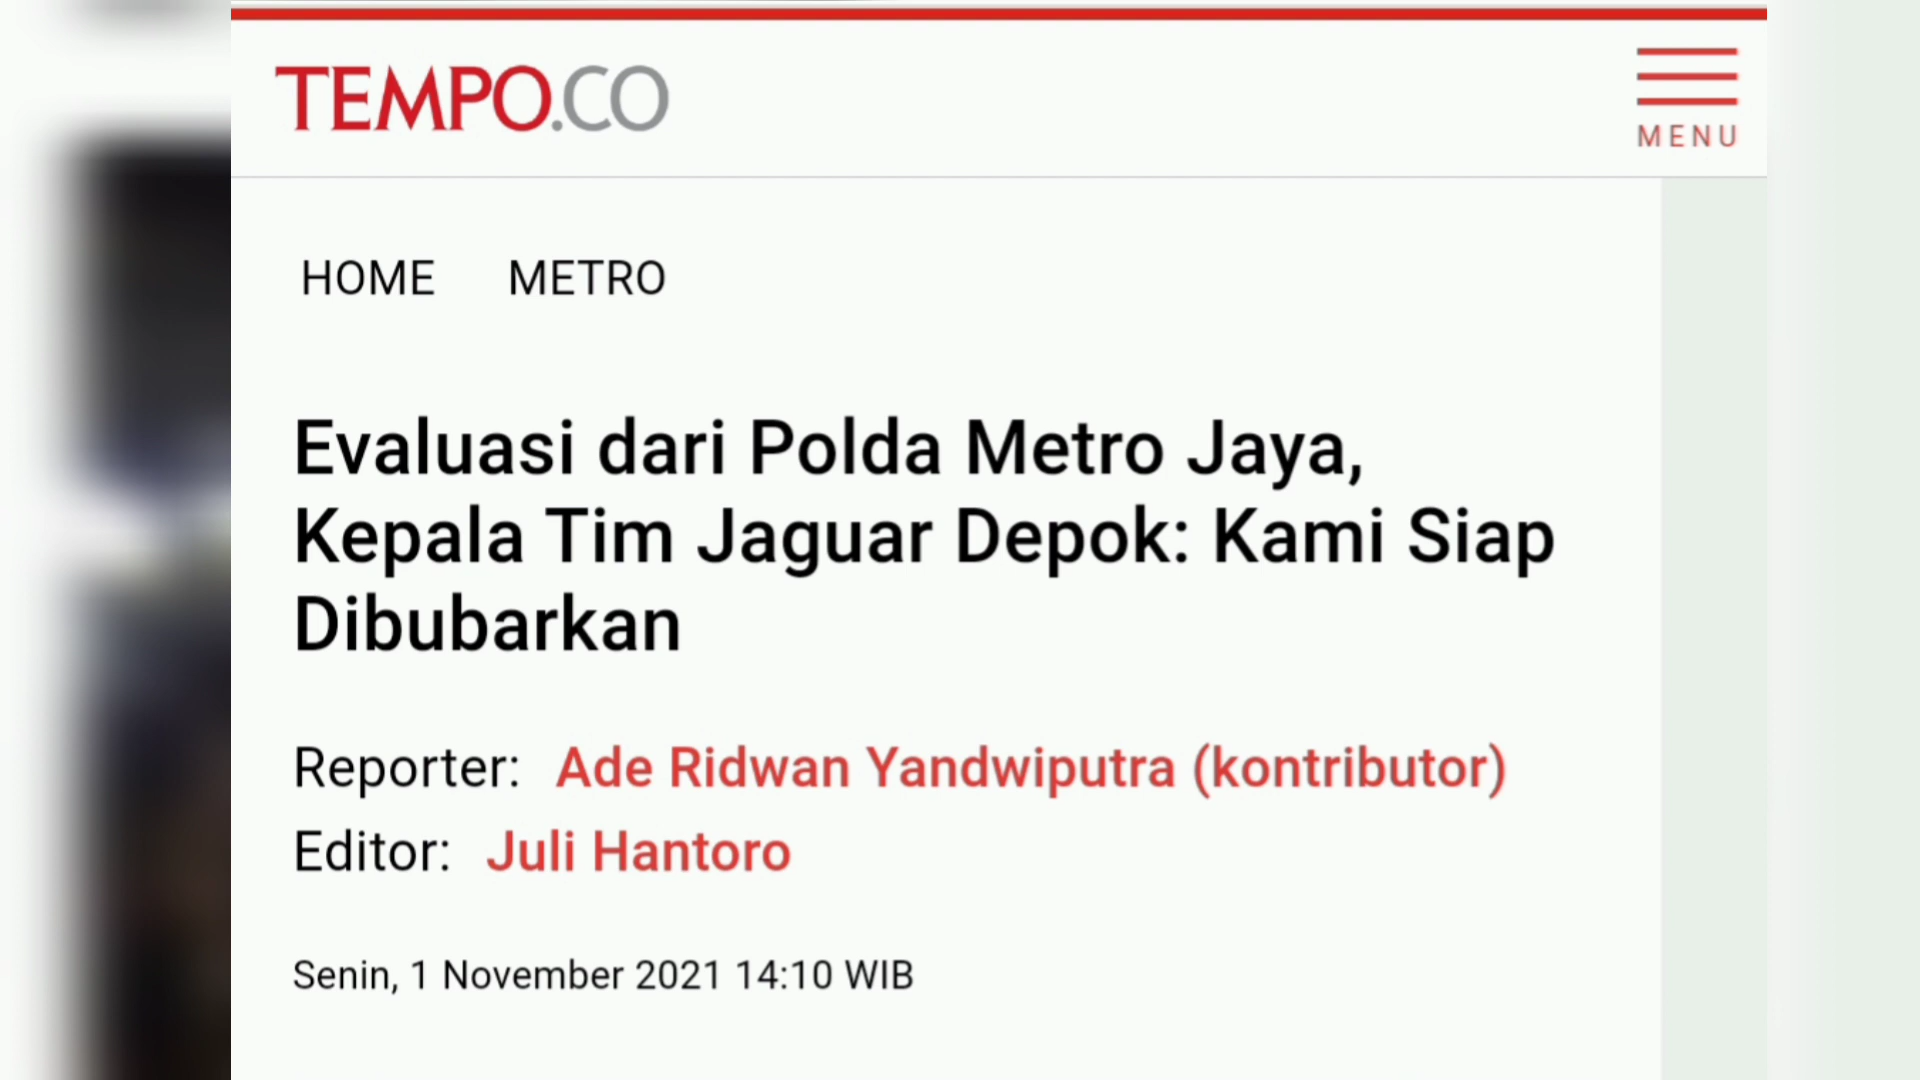 TEMPO.CO
MENU
HOME METRO
Evaluasi dari Polda Metro Jaya,
Kepala Tim Jaguar Depok: Kami Siap
Dibubarkan
Reporter: Ade Ridwan Yandwiputra (kontributor)
Editor: Juli Hantoro
Senin, 1 November 2021 14:10 WIB